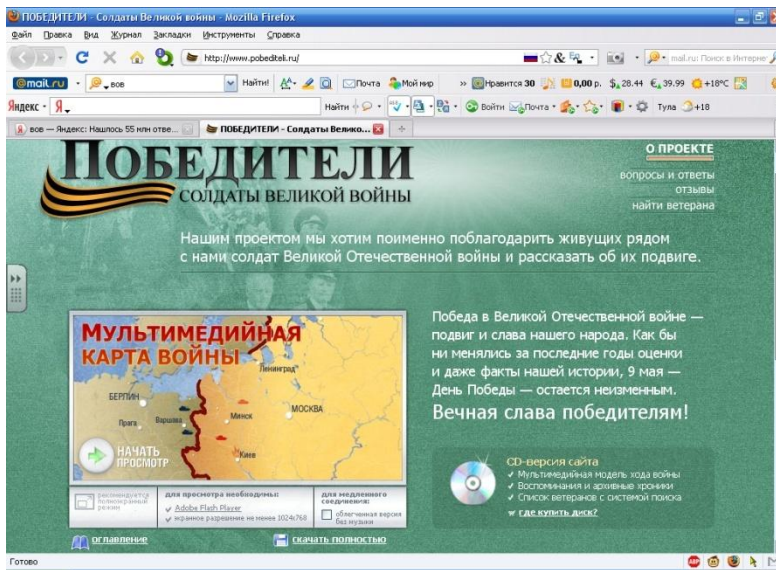 ПОБЕДИТЕЛИ - Солдаты Великой войны - Mozilla Firefox
Файл Правка Вид Журнал Закладки Инструменты Справка
http://www.pobediteli.ru/
mail.ru: Поиск в Интернет
@mail.ru вов Найти! Почта Мой мир » Нравится 30 0,00 р. 28.44 39.99 +18°C
Яндекс Я Найти Войти Почта Тула +18
вов — Яндекс: Нашлось 55 млн отве... ПОБЕДИТЕЛИ - Солдаты Велико...
ПОБЕДИТЕЛИ
СОЛДАТЫ ВЕЛИКОЙ ВОЙНЫ
О ПРОЕКТЕ
вопросы и ответы
отзывы
найти ветерана
Нашим проектом мы хотим поименно поблагодарить живущих рядом
с нами солдат Великой Отечественной войны и рассказать об их подвиге.
МУЛЬТИМЕДИЙНАЯ
КАРТА ВОЙНЫ
Ленинград
БЕРЛИН
МОСКВА
Прага
Варшава
Минск
Киев
НАЧАТЬ
ПРОСМОТР
рекомендуется
полноэкранный
режим
для просмотра необходимы:
Adobe Flash Player
экранное разрешение не менее 1024x768
для медленного
соединения:
облегченная версия
без музыки
оглавление
скачать полностью
Победа в Великой Отечественной войне —
подвиг и слава нашего народа. Как бы
ни менялись за последние годы оценки
и даже факты нашей истории, 9 мая —
День Победы — остается неизменным.
Вечная слава победителям!
CD-версия сайта
Мультимедийная модель хода войны
Воспоминания и архивные хроники
Список ветеранов с системой поиска
где купить диск?
Готово
ABP